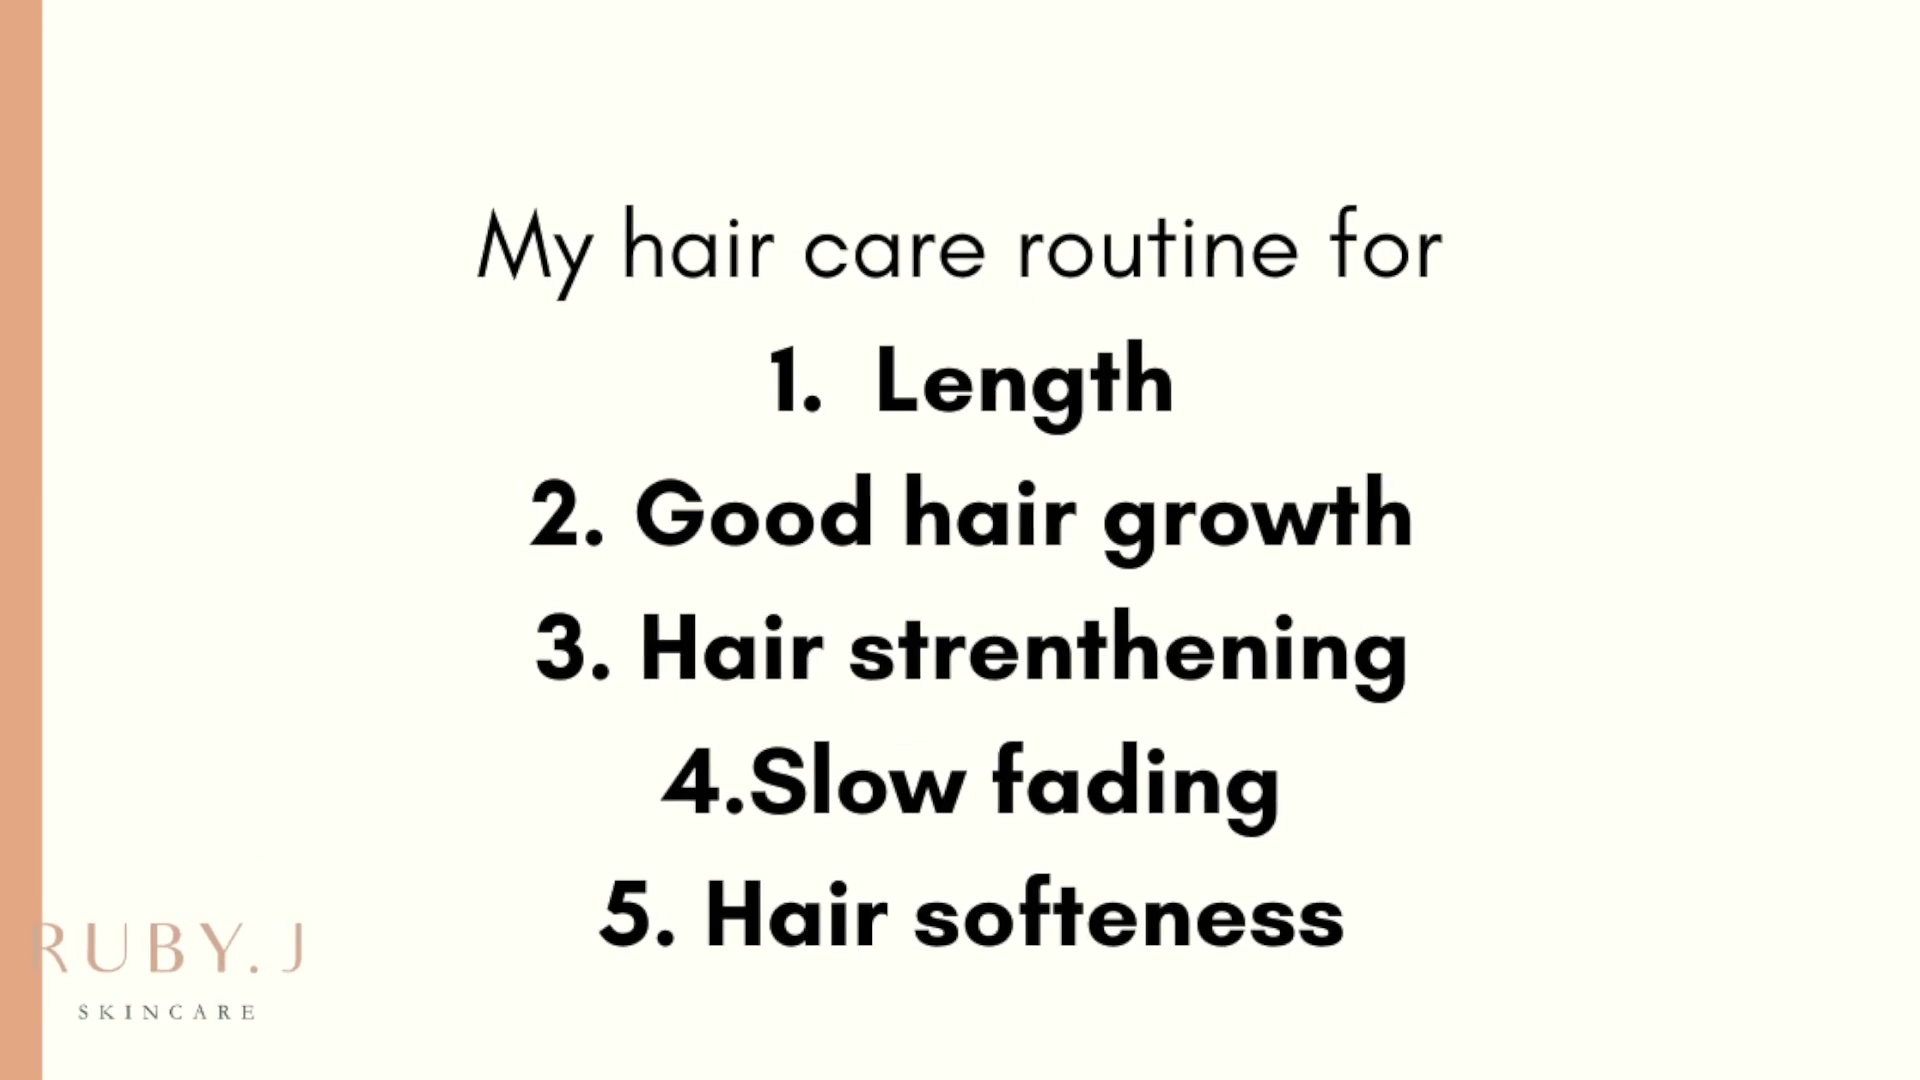 My hair care routine for
1. Length
2. Good hair growth
3. Hair strenthening
4.Slow fading
5. Hair softeness
RUBY. J
SKINCARE